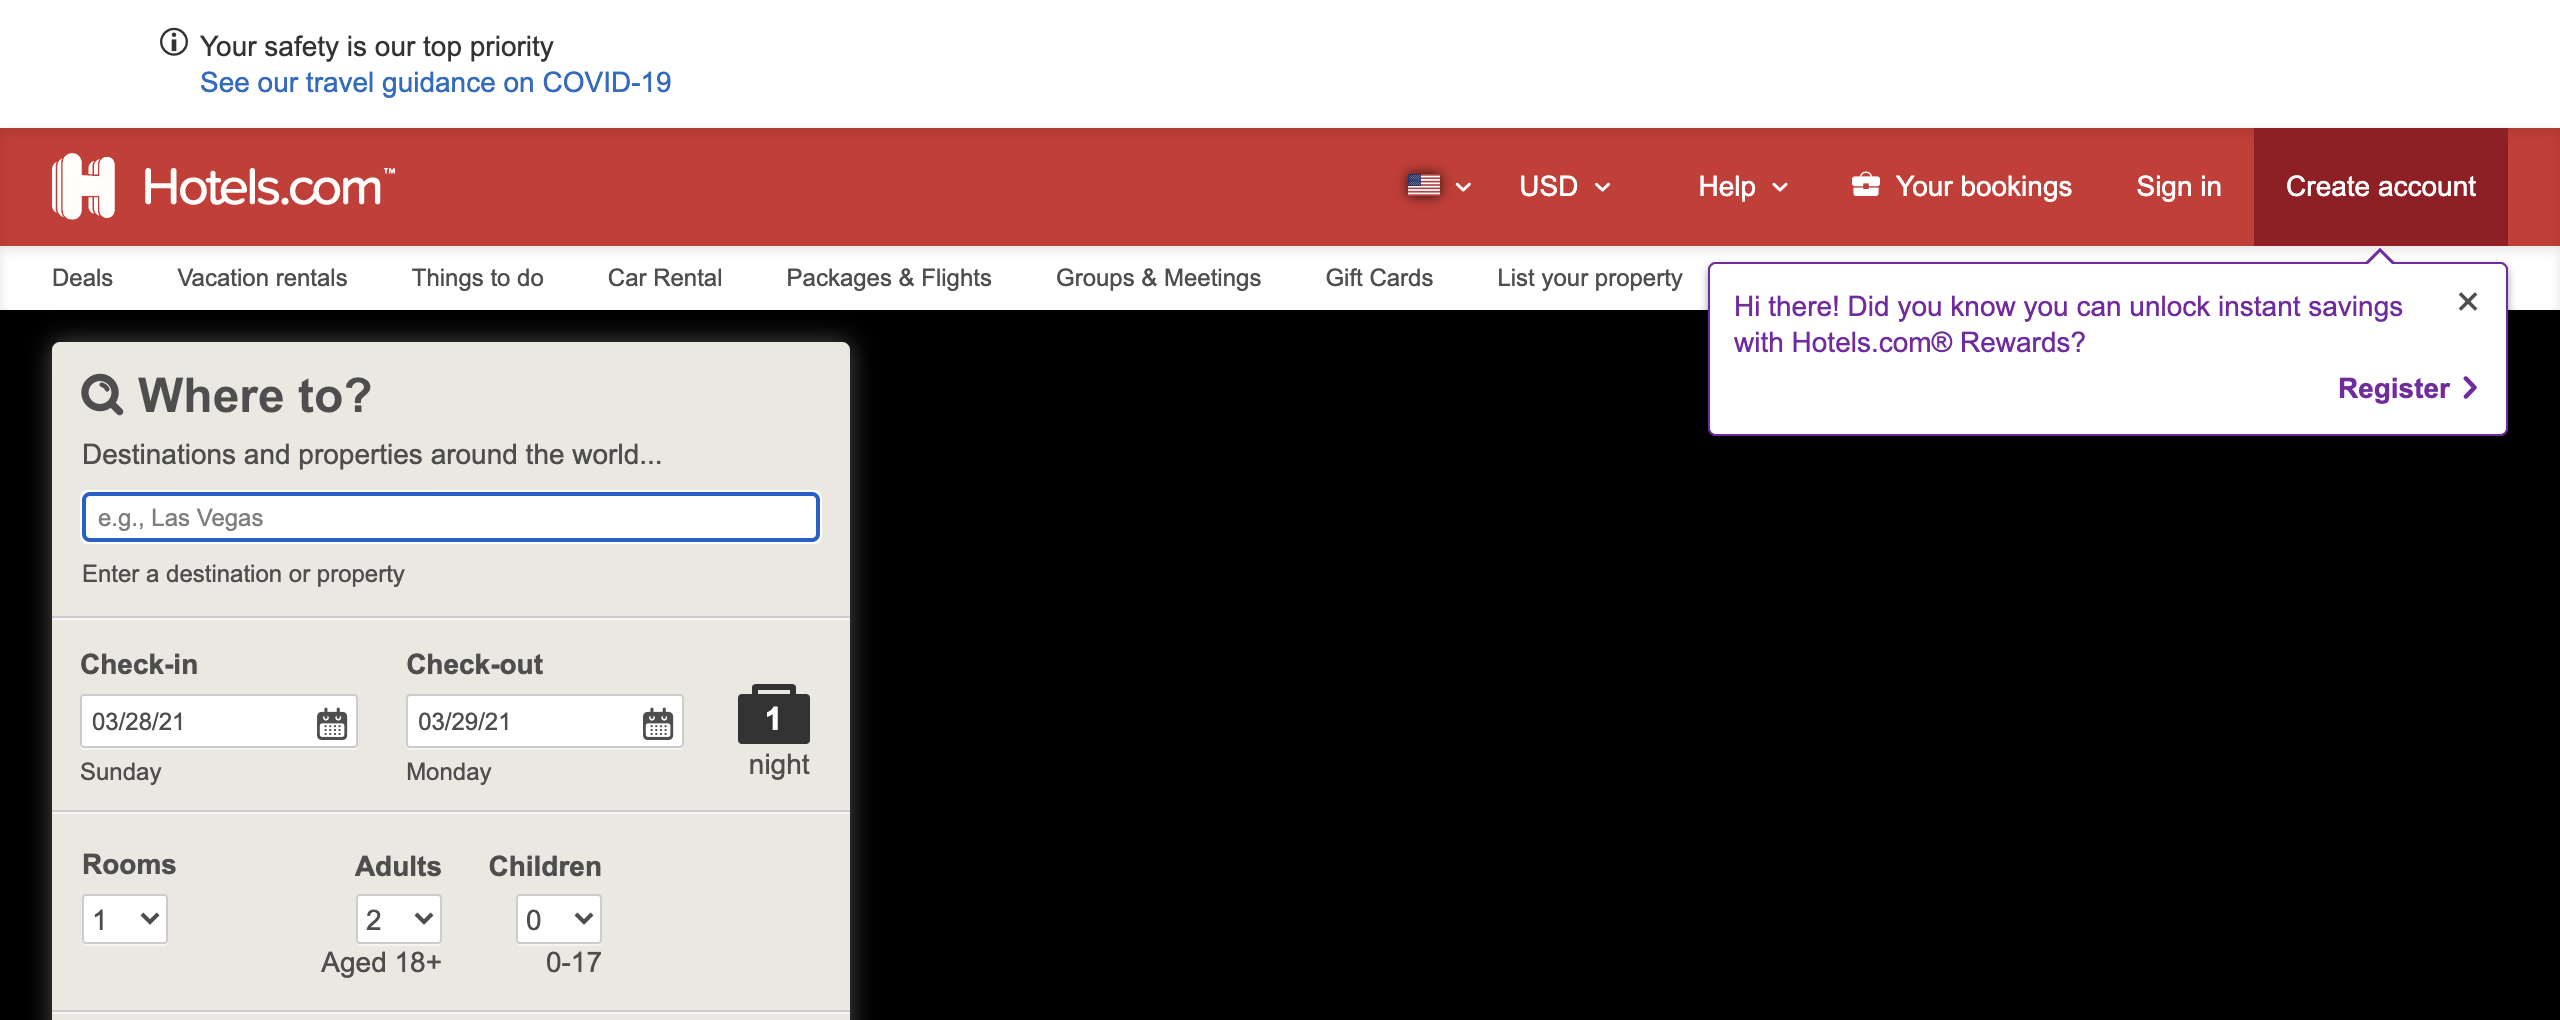 Your safety is our top priority
See our travel guidance on COVID-19
Hotels.com™
USD
Help
Your bookings
Sign in
Create account
Deals
Vacation rentals
Things to do
Car Rental
Packages & Flights
Groups & Meetings
Gift Cards
List your property
Hi there! Did you know you can unlock instant savings
with Hotels.com® Rewards?
Register
Where to?
Destinations and properties around the world...
e.g., Las Vegas
Enter a destination or property
Check-in
Check-out
03/28/21
03/29/21
1
Sunday
Monday
night
Rooms
Adults
Children
1
2
0
Aged 18+
0-17